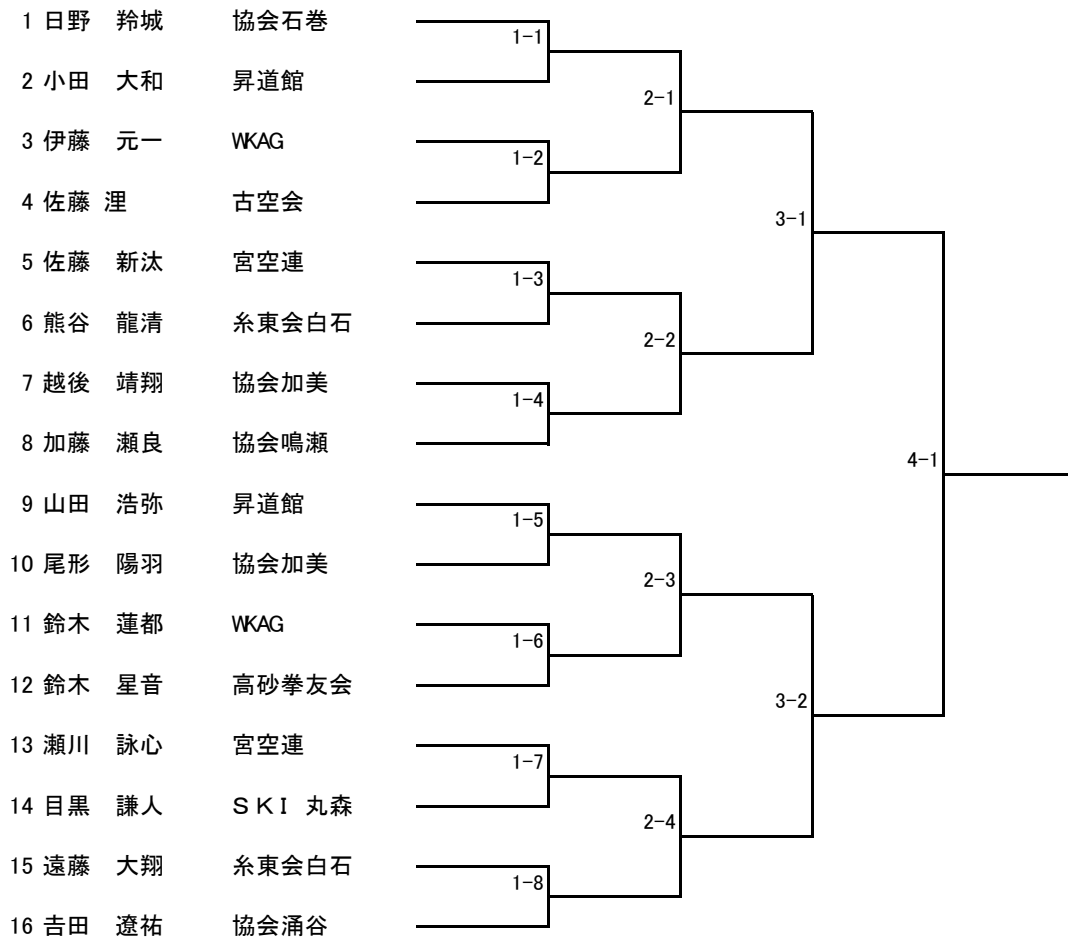 1 日野　羚城　協会石巻
1-1
2 小田　大和　昇道館
2-1
3 伊藤　元一　WKAG
1-2
4 佐藤 浬　古空会
3-1
5 佐藤　新汰　宮空連
1-3
6 熊谷　龍清　糸東会白石
2-2
7 越後　靖翔　協会加美
1-4
8 加藤　瀬良　協会鳴瀬
4-1
9 山田　浩弥　昇道館
1-5
10 尾形　陽羽　協会加美
2-3
11 鈴木　蓮都　WKAG
1-6
12 鈴木　星音　高砂拳友会
3-2
13 瀬川　詠心　宮空連
1-7
14 目黒　謙人　ＳＫＩ 丸森
2-4
15 遠藤　大翔　糸東会白石
1-8
16 𠮷田　遼祐　協会涌谷